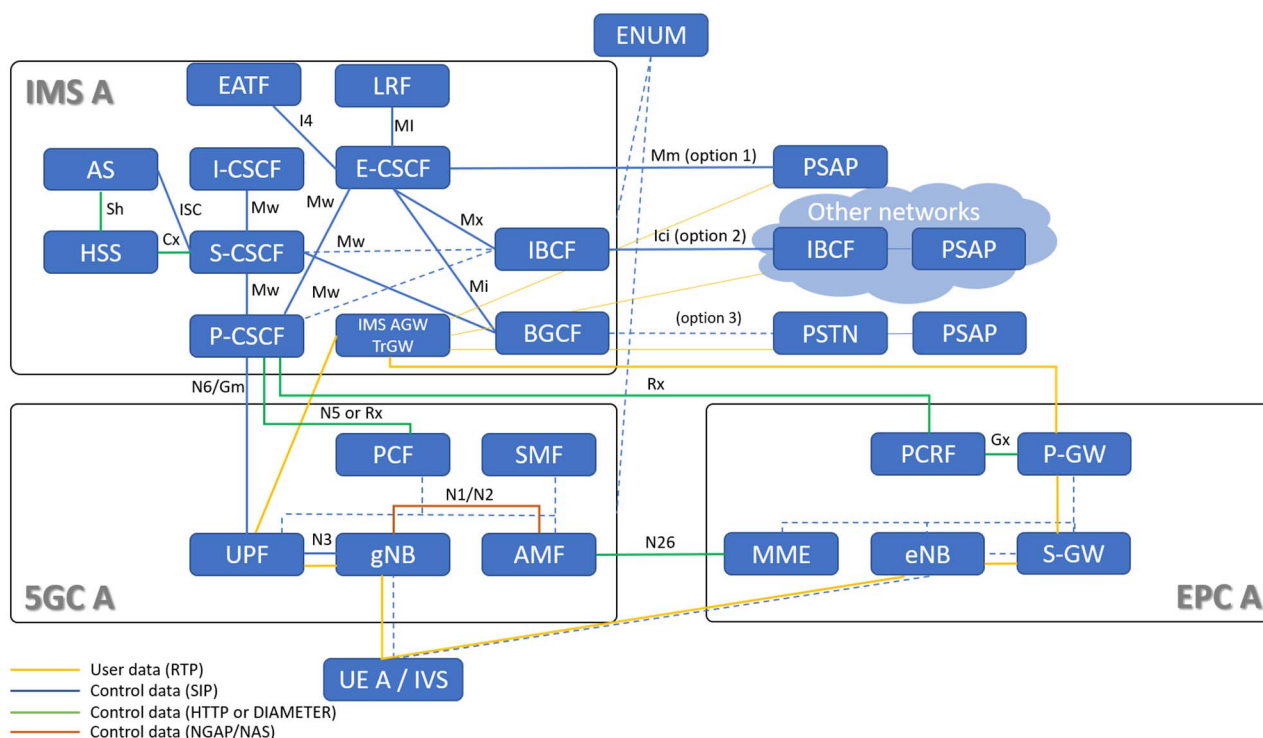 ENUM
IMS A
EATF
LRF
I4
MI
AS
I-CSCF
E-CSCF
Mm (option 1)
PSAP
Sh
ISC
Mw
Mw
Mx
Other networks
HSS
Cx
S-CSCF
Mw
IBCF
Ici (option 2)
IBCF
PSAP
Mw
Mw
Mi
P-CSCF
IMS AGW
TrGW
BGCF
(option 3)
PSTN
PSAP
N6/Gm
Rx
N5 or Rx
PCF
SMF
PCRF
Gx
P-GW
N1/N2
UPF
N3
gNB
AMF
N26
MME
eNB
S-GW
5GC A
EPC A
UE A / IVS
User data (RTP)
Control data (SIP)
Control data (HTTP or DIAMETER)
Control data (NGAP/NAS)